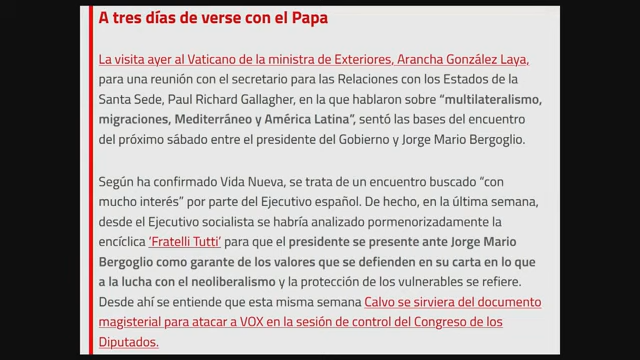 A tres días de verse con el Papa
La visita ayer al Vaticano de la ministra de Exteriores, Arancha González Laya,
para una reunión con el secretario para las Relaciones con los Estados de la
Santa Sede, Paul Richard Gallagher, en la que hablaron sobre “multilateralismo,
migraciones, Mediterráneo y América Latina”, sentó las bases del encuentro
del próximo sábado entre el presidente del Gobierno y Jorge Mario Bergoglio.
Según ha confirmado Vida Nueva, se trata de un encuentro buscado “con
mucho interés” por parte del Ejecutivo español. De hecho, en la última semana,
desde el Ejecutivo socialista se habría analizado pormenorizadamente la
encíclica ‘Fratelli Tutti’ para que el presidente se presente ante Jorge Mario
Bergoglio como garante de los valores que se defienden en su carta en lo que
a la lucha con el neoliberalismo y la protección de los vulnerables se refiere.
Desde ahí se entiende que esta misma semana Calvo se sirviera del documento
magisterial para atacar a VOX en la sesión de control del Congreso de los
Diputados.